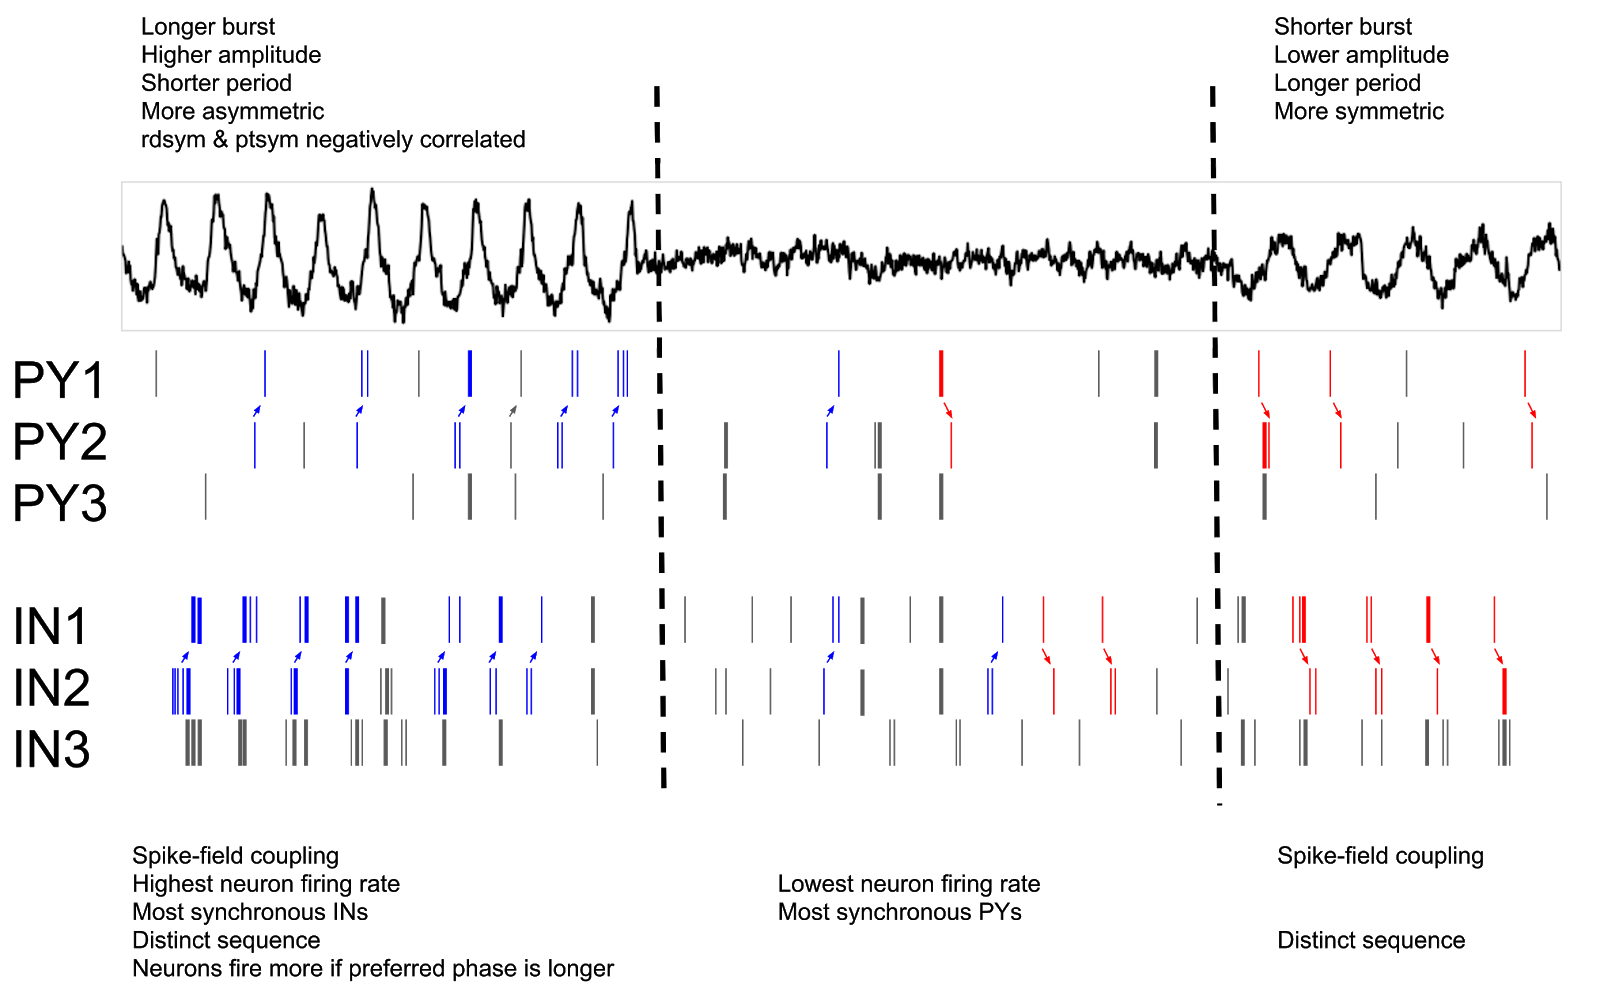 Longer burst
Higher amplitude
Shorter period
More asymmetric
rdsym & ptsym negatively correlated
Shorter burst
Lower amplitude
Longer period
More symmetric
PY1
PY2
PY3
IN1
IN2
IN3
Spike-field coupling
Highest neuron firing rate
Most synchronous INs
Distinct sequence
Neurons fire more if preferred phase is longer
Lowest neuron firing rate
Most synchronous PYs
Spike-field coupling
Distinct sequence